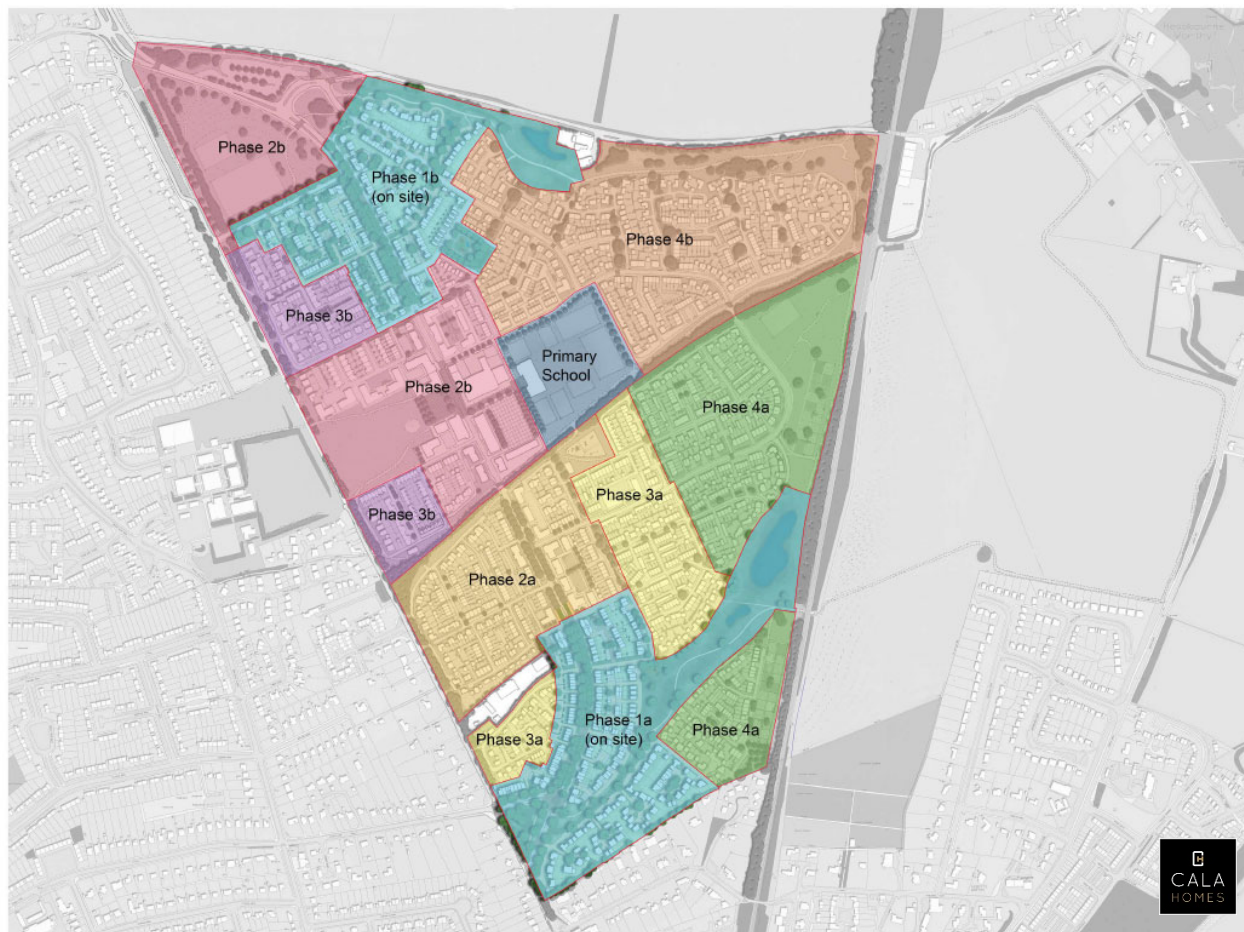 Phase 2b
Phase 1b
(on site)
Phase 4b
Phase 3b
Primary
School
Phase 2b
Phase 4a
Phase 3a
Phase 3b
Phase 2a
Phase 1a
(on site)
Phase 4a
Phase 3a
CALA
HOMES